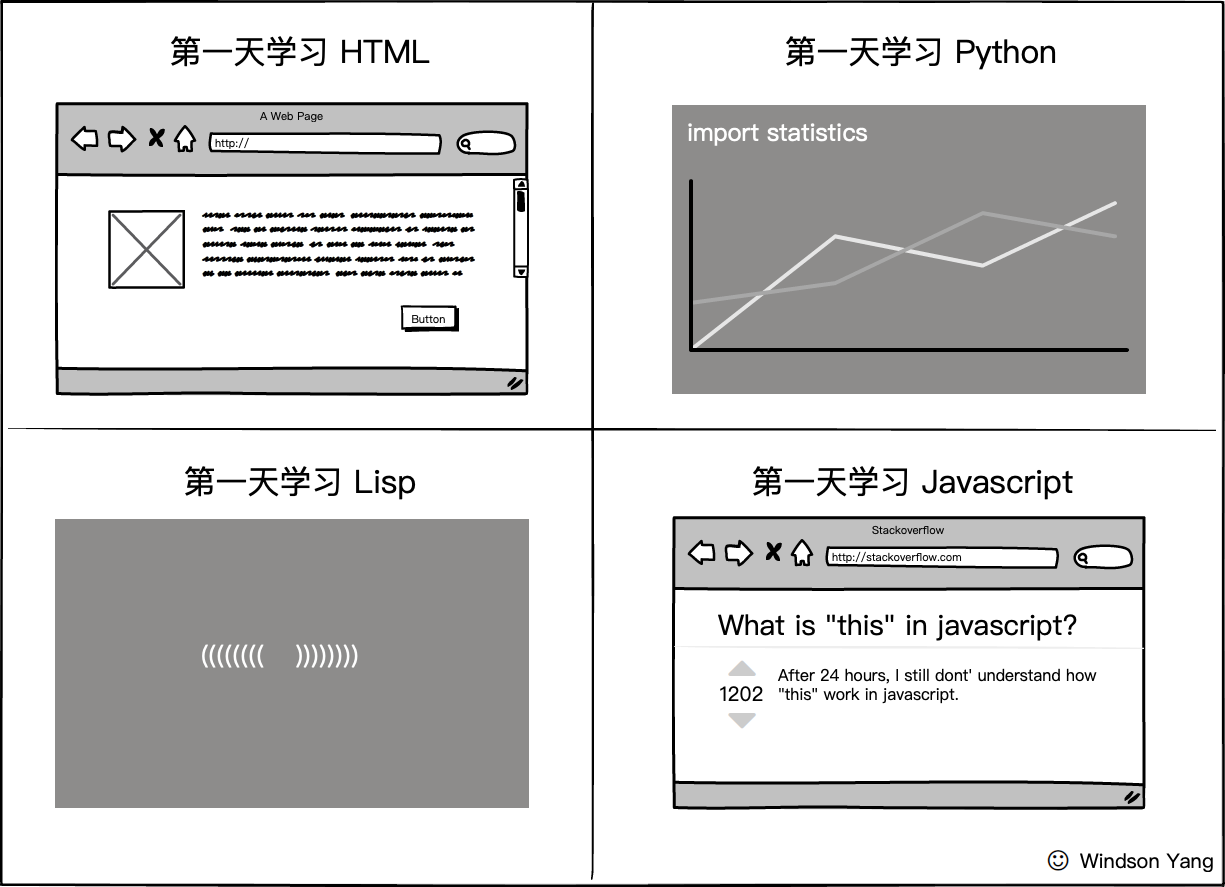 第一天学习 HTML
A Web Page
http://
Button
第一天学习 Python
import statistics
第一天学习 Lisp
(((((((( ))))))))
第一天学习 Javascript
Stackoverflow
http://stackoverflow.com
What is "this" in javascript?
1202
After 24 hours, I still dont' understand how
"this" work in javascript.
Windson Yang